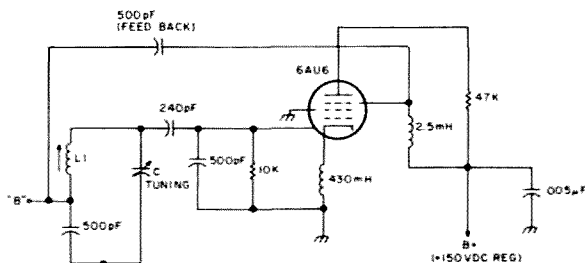 500pF
(FEED BACK)
6AU6
240pF
47K
2.5mH
L1
C
TUNING
500pF
10K
430mH
.005µF
"B"
500pF
B+
(+150VDC REG)